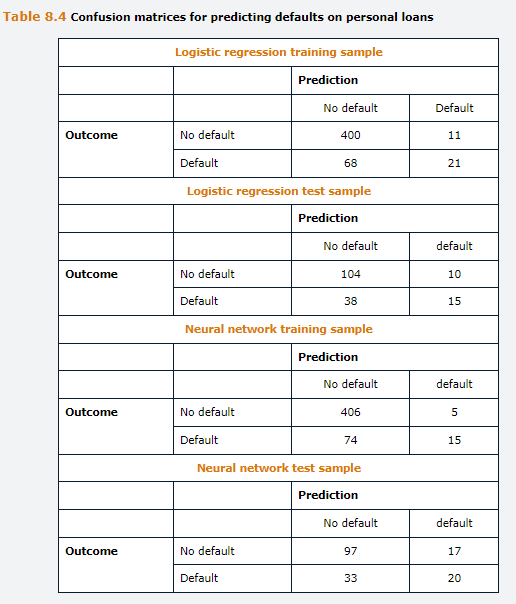 Table 8.4 Confusion matrices for predicting defaults on personal loans
Logistic regression training sample
Prediction
No default Default
Outcome No default 400 11
Default 68 21
Logistic regression test sample
Prediction
No default default
Outcome No default 104 10
Default 38 15
Neural network training sample
Prediction
No default default
Outcome No default 406 5
Default 74 15
Neural network test sample
Prediction
No default default
Outcome No default 97 17
Default 33 20